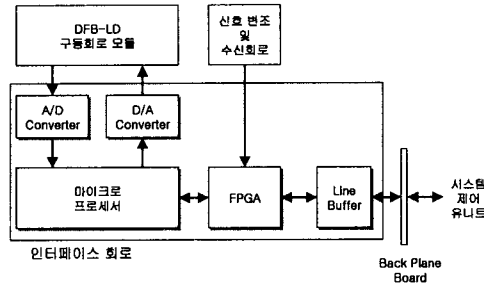 DFB-LD
구동회로 모듈
신호 변조
및
수신회로
A/D
Converter
D/A
Converter
마이크로
프로세서
FPGA
Line
Buffer
시스템
제어
유니트
인터페이스 회로
Back Plane
Board